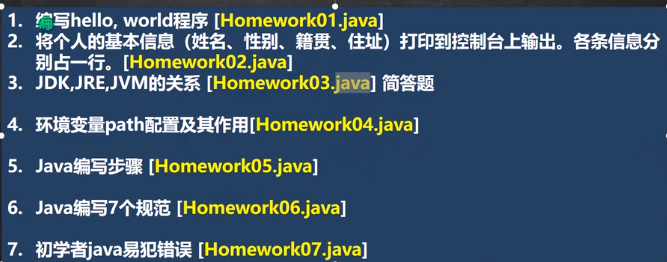 1. 编写hello, world程序 [Homework01.java]
2. 将个人的基本信息（姓名、性别、籍贯、住址）打印到控制台上输出。各条信息分
别占一行。[Homework02.java]
3. JDK,JRE,JVM的关系 [Homework03.java] 简答题
4. 环境变量path配置及其作用[Homework04.java]
5. Java编写步骤 [Homework05.java]
6. Java编写7个规范 [Homework06.java]
7. 初学者java易犯错误 [Homework07.java]